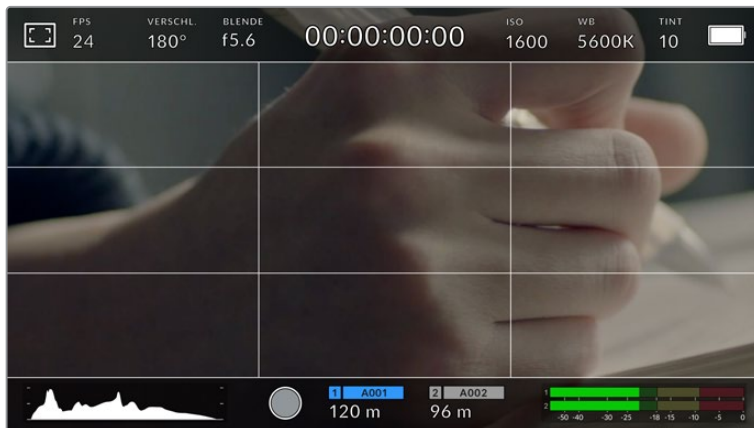 FPS VERSCHL. BLENDE ISO WB TINT
24 180° f5.6 00:00:00:00 1600 5600K 10
1 A001 2 A002
120 m 96 m
1
2
-50 -40 -30 -25 -18 -15 -10 -5 0